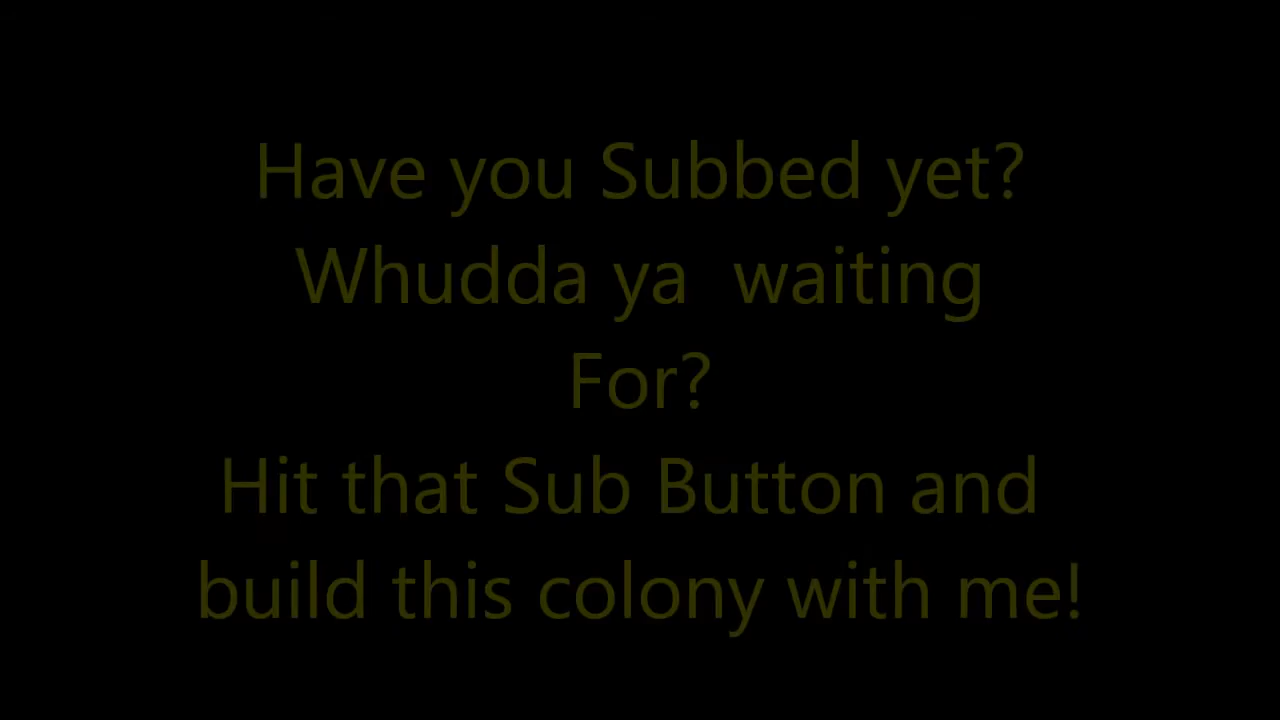 Have you Subbed yet?
Whudda ya  waiting
For?
Hit that Sub Button and
build this colony with me!